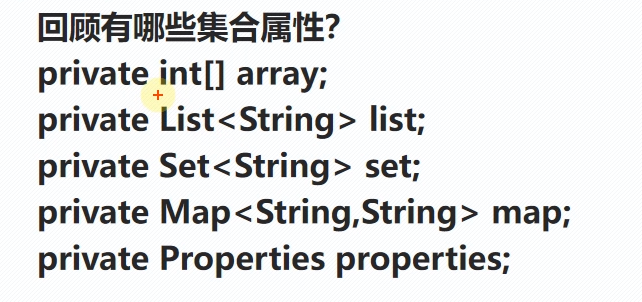 回顾有哪些集合属性?
private int[] array;
private List<String> list;
private Set<String> set;
private Map<String,String> map;
private Properties properties;